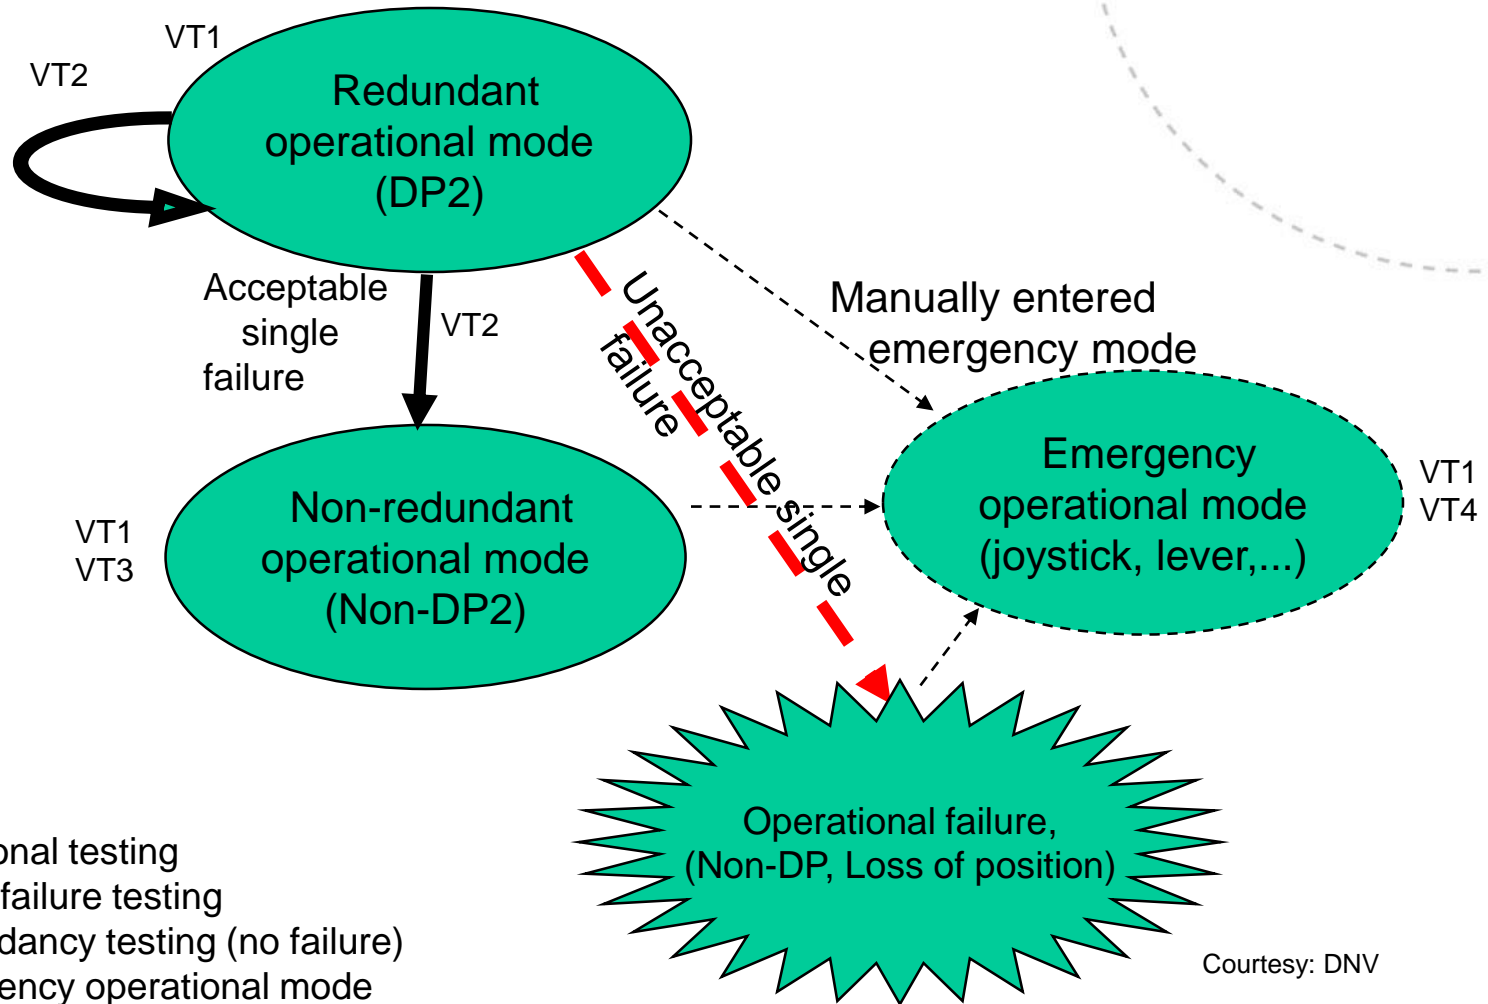 VT1
VT2
Redundant
operational mode
(DP2)
Acceptable
single
failure
VT2
Unacceptable single
failure
Manually entered
emergency mode
Emergency
operational mode
(joystick, lever,...)
VT1
VT4
VT1
VT3
Non-redundant
operational mode
(Non-DP2)
Operational failure,
(Non-DP, Loss of position)
onal testing
failure testing
dancy testing (no failure)
ency operational mode
Courtesy: DNV